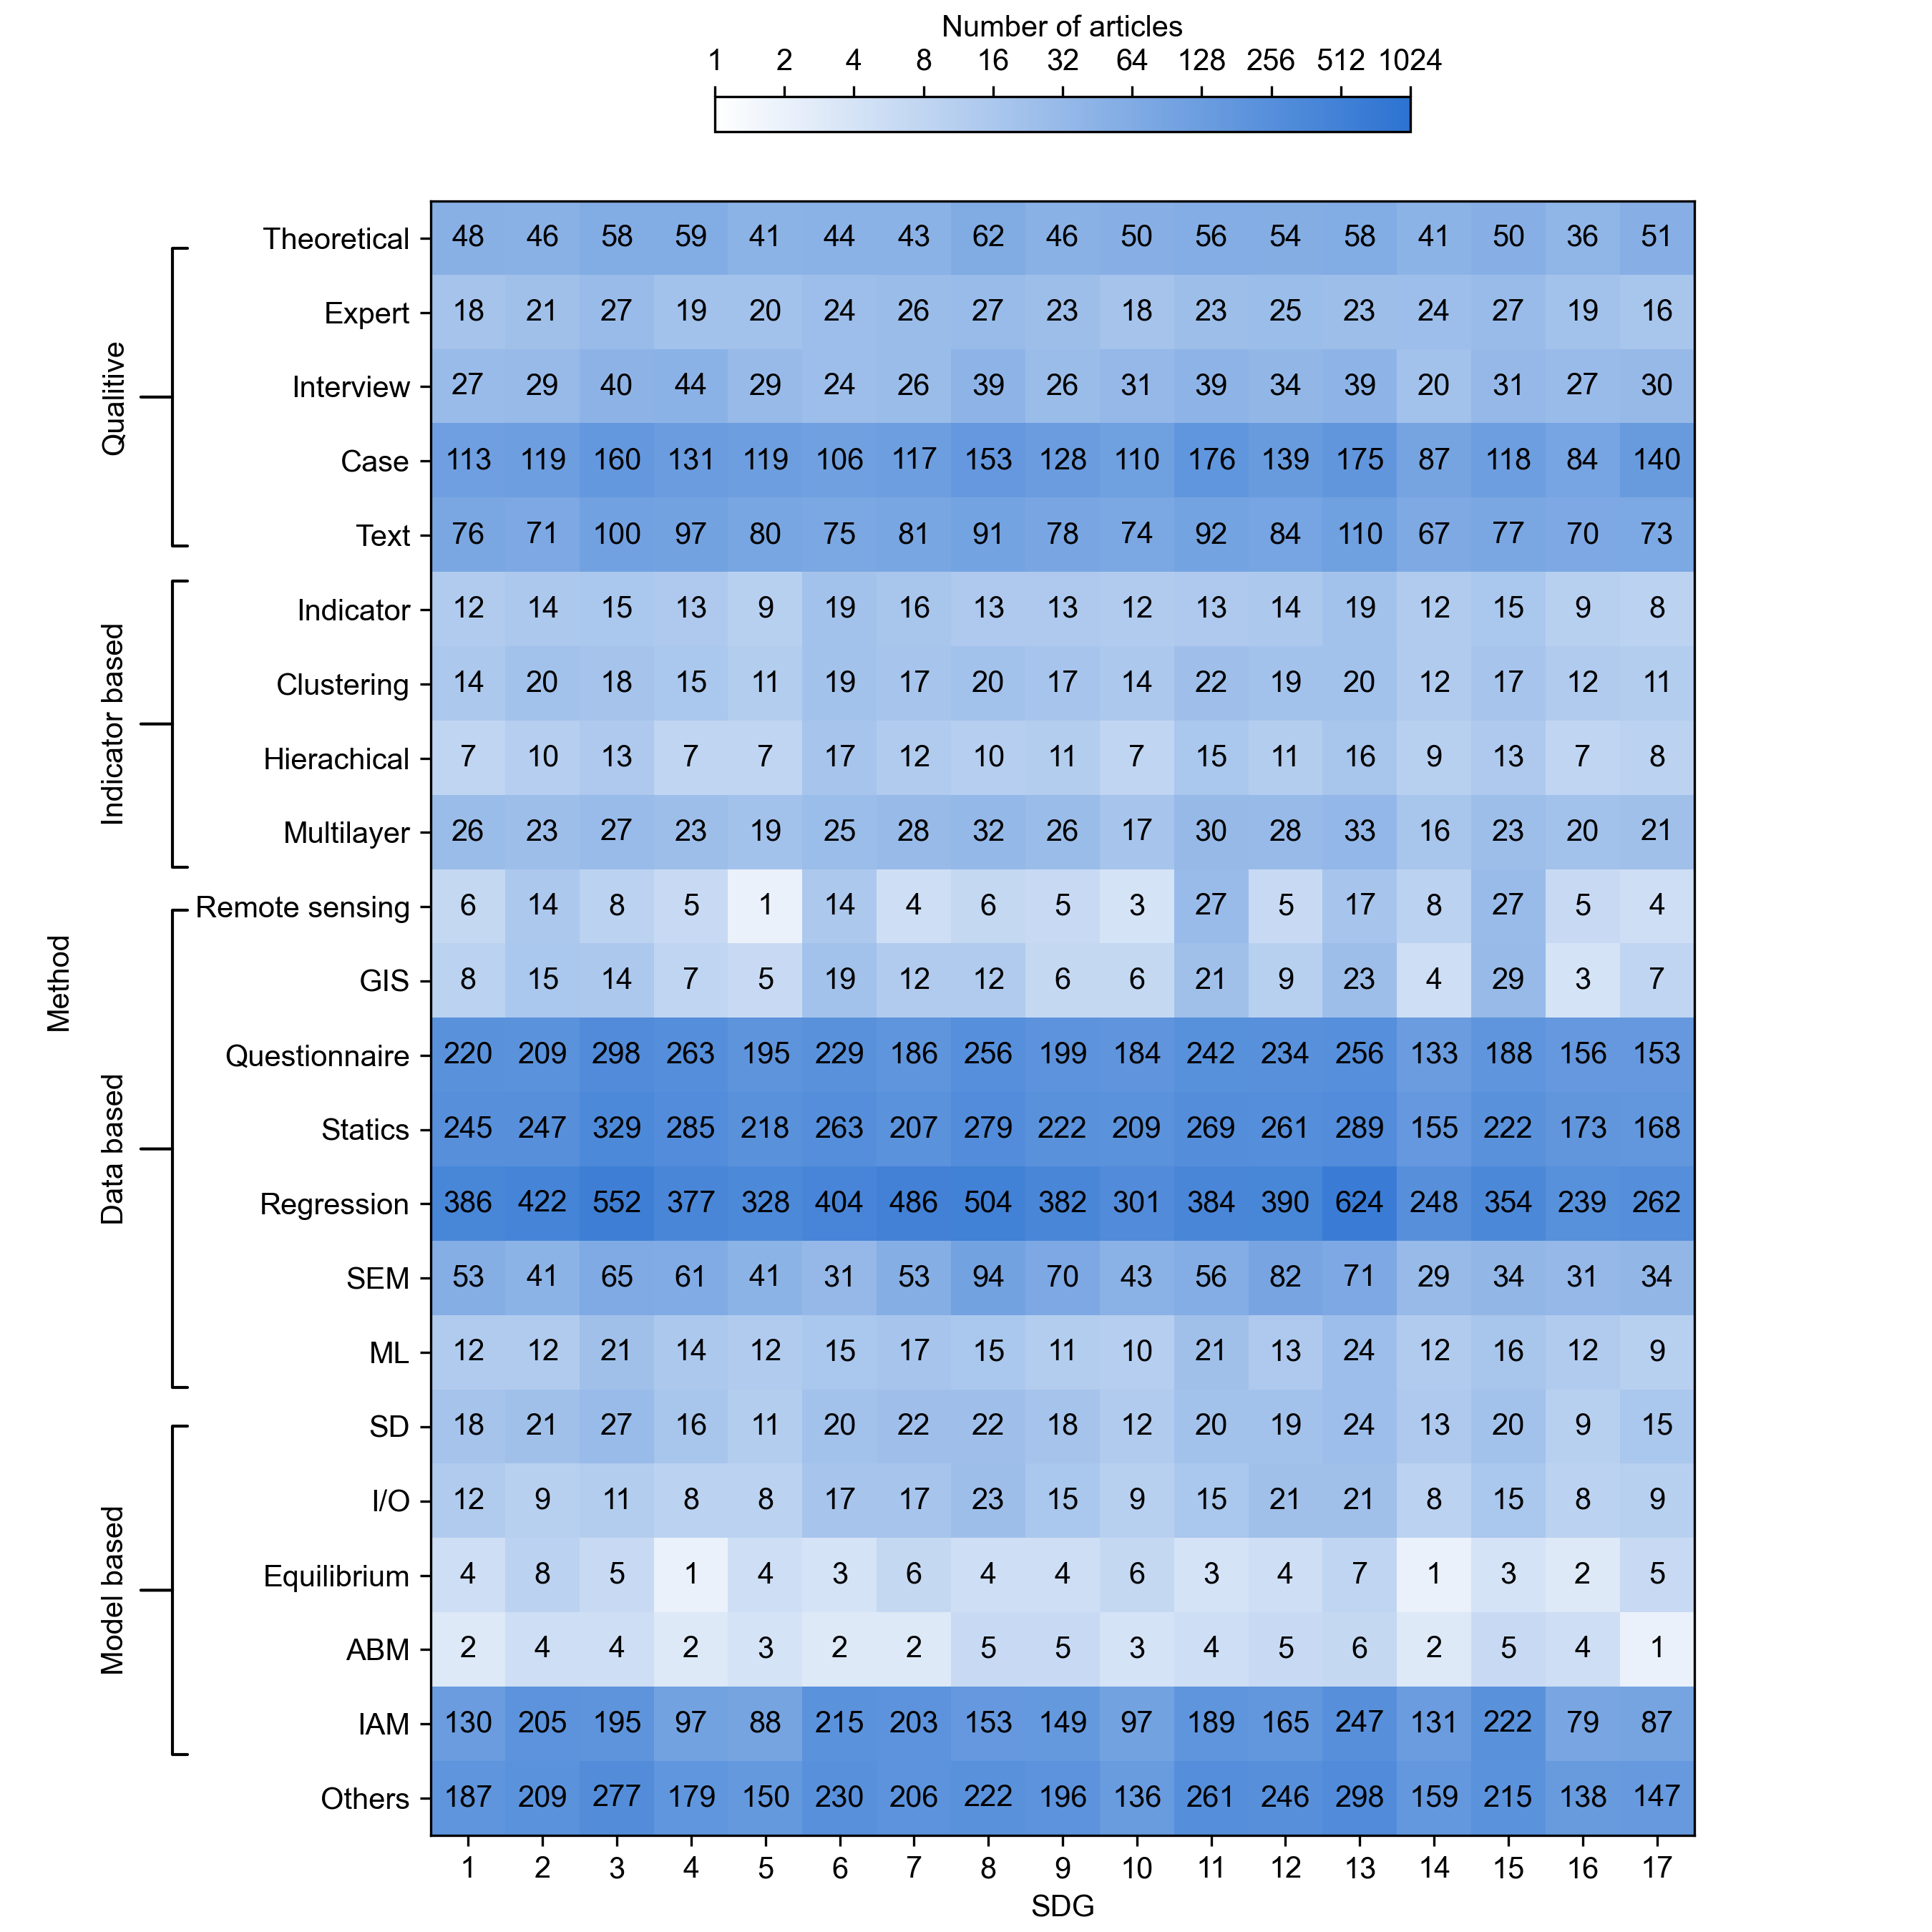 Number of articles
1 2 4 8 16 32 64 128 256 512 1024
Method
Qualitive
Theoretical 48 46 58 59 41 44 43 62 46 50 56 54 58 41 50 36 51
Expert 18 21 27 19 20 24 26 27 23 18 23 25 23 24 27 19 16
Interview 27 29 40 44 29 24 26 39 26 31 39 34 39 20 31 27 30
Case 113 119 160 131 119 106 117 153 128 110 176 139 175 87 118 84 140
Text 76 71 100 97 80 75 81 91 78 74 92 84 110 67 77 70 73
Indicator based
Indicator 12 14 15 13 9 19 16 13 13 12 13 14 19 12 15 9 8
Clustering 14 20 18 15 11 19 17 20 17 14 22 19 20 12 17 12 11
Hierachical 7 10 13 7 7 17 12 10 11 7 15 11 16 9 13 7 8
Multilayer 26 23 27 23 19 25 28 32 26 17 30 28 33 16 23 20 21
Data based
Remote sensing 6 14 8 5 1 14 4 6 5 3 27 5 17 8 27 5 4
GIS 8 15 14 7 5 19 12 12 6 6 21 9 23 4 29 3 7
Questionnaire 220 209 298 263 195 229 186 256 199 184 242 234 256 133 188 156 153
Statics 245 247 329 285 218 263 207 279 222 209 269 261 289 155 222 173 168
Regression 386 422 552 377 328 404 486 504 382 301 384 390 624 248 354 239 262
SEM 53 41 65 61 41 31 53 94 70 43 56 82 71 29 34 31 34
ML 12 12 21 14 12 15 17 15 11 10 21 13 24 12 16 12 9
Model based
SD 18 21 27 16 11 20 22 22 18 12 20 19 24 13 20 9 15
I/O 12 9 11 8 8 17 17 23 15 9 15 21 21 8 15 8 9
Equilibrium 4 8 5 1 4 3 6 4 4 6 3 4 7 1 3 2 5
ABM 2 4 4 2 3 2 2 5 5 3 4 5 6 2 5 4 1
IAM 130 205 195 97 88 215 203 153 149 97 189 165 247 131 222 79 87
Others 187 209 277 179 150 230 206 222 196 136 261 246 298 159 215 138 147
1 2 3 4 5 6 7 8 9 10 11 12 13 14 15 16 17
SDG